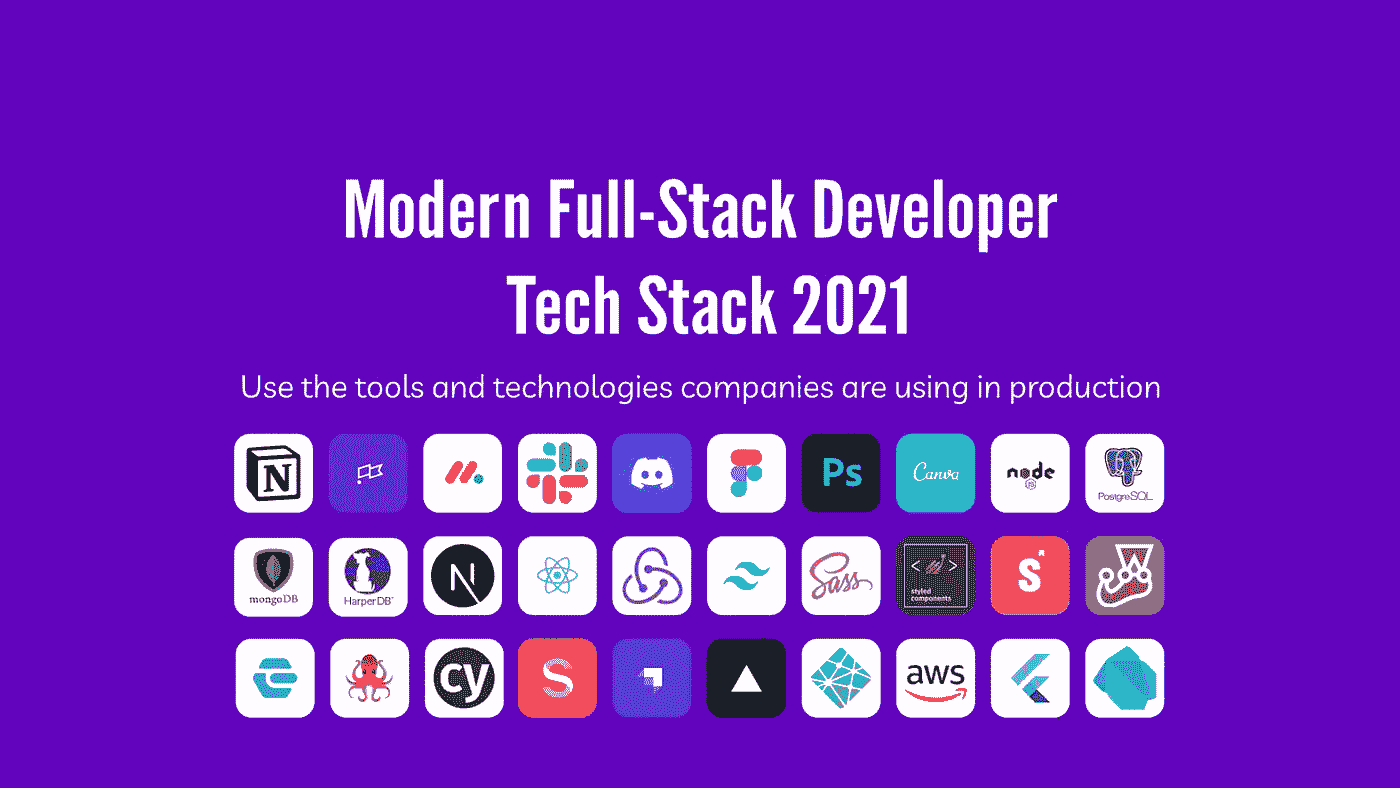 Modern Full-Stack Developer
Tech Stack 2021
Use the tools and technologies companies are using in production
N
Ps
Canva
node
JS
PostgreSQL
mongoDB
HarperDB
N
Sass
< >
styled
components
S
cy
S
aws